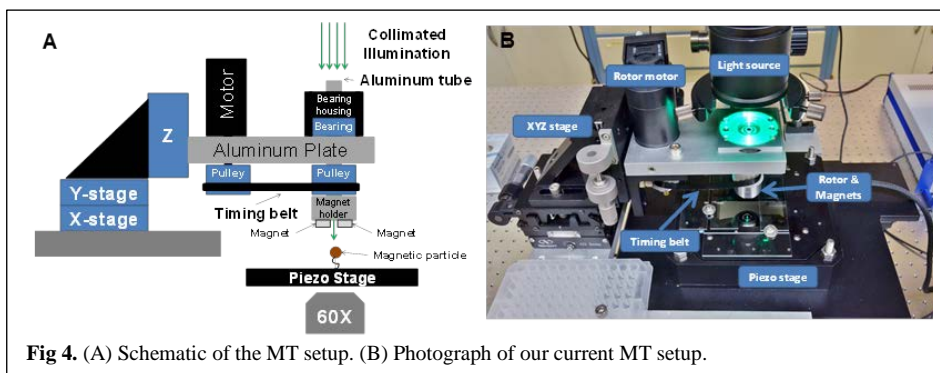 A
Collimated
Illumination
Aluminum tube
Motor
Bearing
housing
Bearing
Z
Aluminum Plate
Pulley
Pulley
Y-stage
X-stage
Timing belt
Magnet
holder
Magnet
Magnet
Magnetic particle
Piezo Stage
60X
B
Light source
Rotor motor
XYZ stage
Rotor &
Magnets
Timing belt
Piezo stage
Fig 4. (A) Schematic of the MT setup. (B) Photograph of our current MT setup.